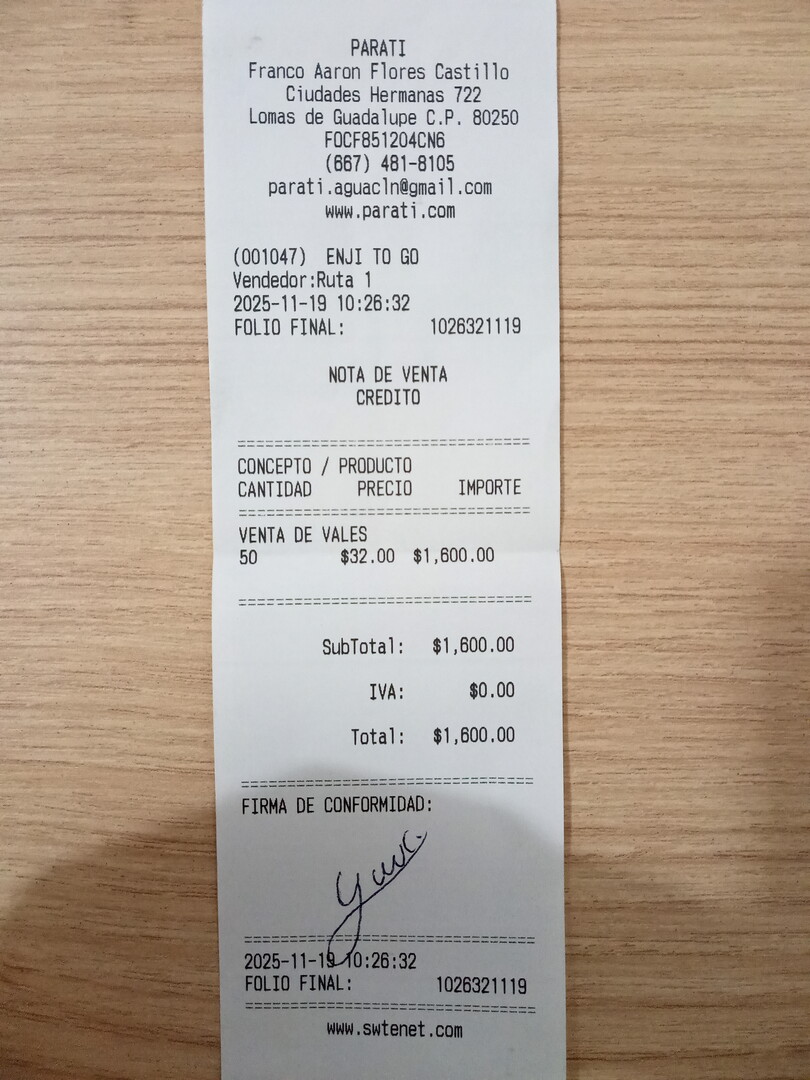 PARATI
Franco Aaron Flores Castillo
Ciudades Hermanas 722
Lomas de Guadalupe C.P. 80250
FOCF851204CN6
(667) 481-8105
parati.aguacln@gmail.com
www.parati.com
(001047) ENJI TO GO
Vendedor:Ruta 1
2025-11-19 10:26:32
FOLIO FINAL: 1026321119
NOTA DE VENTA
CREDITO
===============================
CONCEPTO / PRODUCTO
CANTIDAD PRECIO IMPORTE
===============================
VENTA DE VALES
50 $32.00 $1,600.00
===============================
SubTotal: $1,600.00
IVA: $0.00
Total: $1,600.00
===============================
FIRMA DE CONFORMIDAD:
===============================
2025-11-19 10:26:32
FOLIO FINAL: 1026321119
===============================
www.swtenet.com